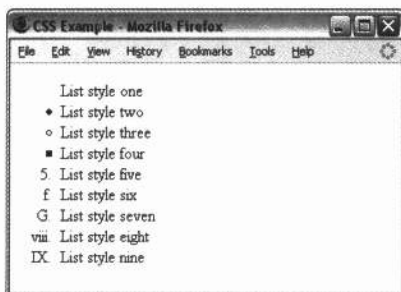 CSS Example - Mozilla Firefox
File Edit View History Bookmarks Tools Help
List style one
List style two
List style three
List style four
5. List style five
f. List style six
G. List style seven
viii. List style eight
IX. List style nine